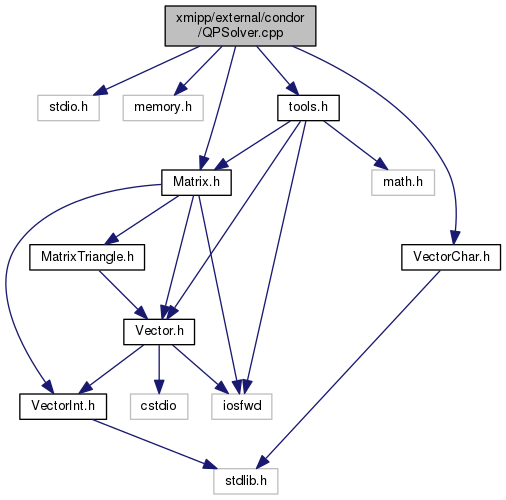 xmipp/external/condor
/QPSolver.cpp
stdio.h
memory.h
tools.h
Matrix.h
math.h
MatrixTriangle.h
VectorChar.h
Vector.h
VectorInt.h
cstdio
iosfwd
stdlib.h